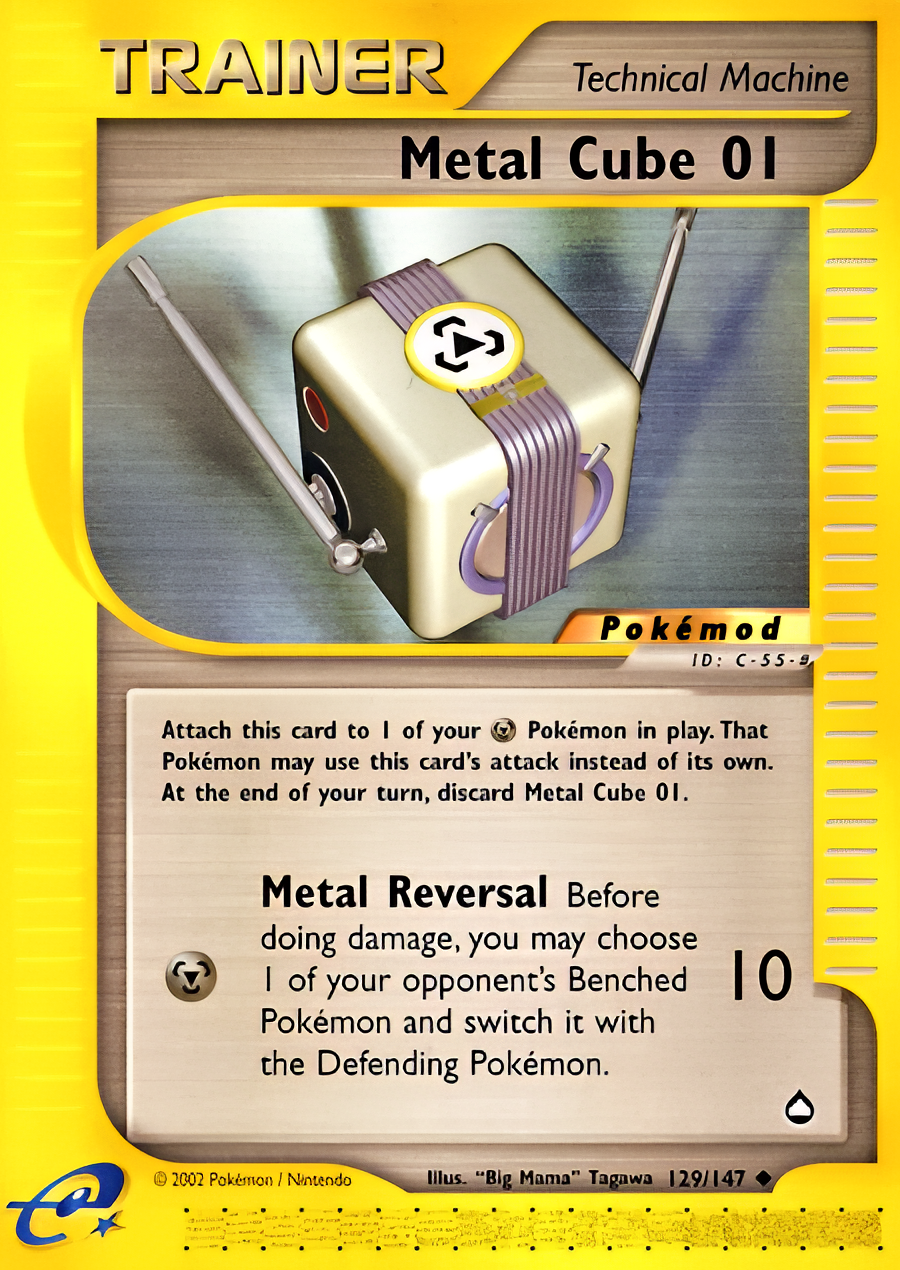 TRAINER
Technical Machine
Metal Cube 01
Pokémod
ID: C-55-9
Attach this card to 1 of your Pokémon in play. That
Pokémon may use this card's attack instead of its own.
At the end of your turn, discard Metal Cube 01.
Metal Reversal Before
doing damage, you may choose
1 of your opponent's Benched
Pokémon and switch it with
the Defending Pokémon.
10
© 2002 Pokémon / Nintendo
Illus. "Big Mama" Tagawa 129/147
e